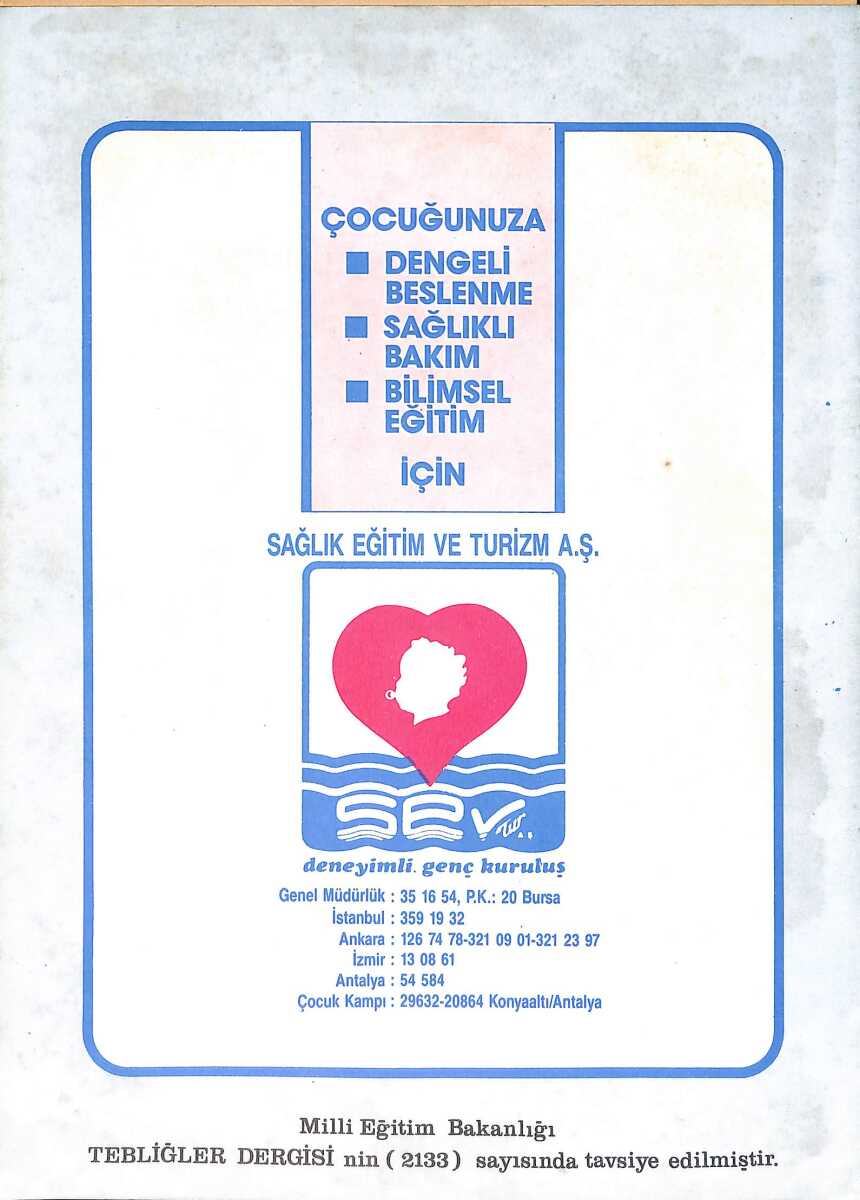 ÇOCUĞUNUZA
■ DENGELİ
BESLENME
■ SAĞLIKLI
BAKIM
■ BİLİMSEL
EĞİTİM
İÇİN
SAĞLIK EĞİTİM VE TURİZM A.Ş.
SEV Tur A.Ş.
deneyimli. genç kuruluş
Genel Müdürlük : 35 16 54, P.K.: 20 Bursa
İstanbul : 359 19 32
Ankara : 126 74 78-321 09 01-321 23 97
İzmir : 13 08 61
Antalya : 54 584
Çocuk Kampı : 29632-20864 Konyaaltı/Antalya
Milli Eğitim Bakanlığı
TEBLİĞLER DERGİSİ nin ( 2133 ) sayısında tavsiye edilmiştir.